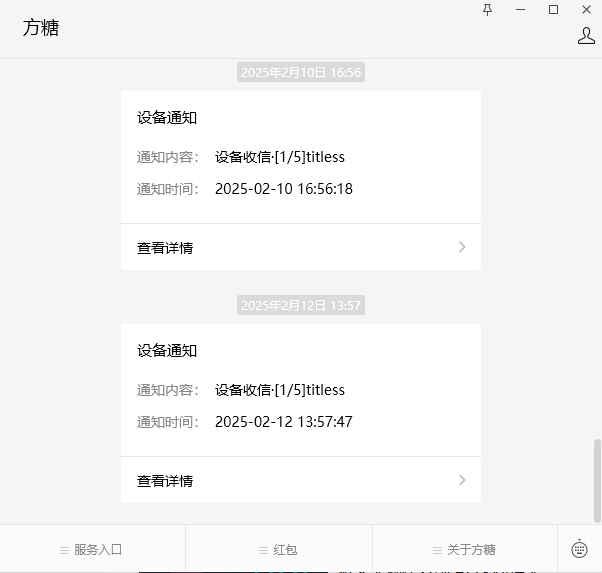 方糖
2025年2月10日 16:56
设备通知
通知内容： 设备收信·[1/5]titless
通知时间： 2025-02-10 16:56:18
查看详情
2025年2月12日 13:57
设备通知
通知内容： 设备收信·[1/5]titless
通知时间： 2025-02-12 13:57:47
查看详情
服务入口
红包
关于方糖